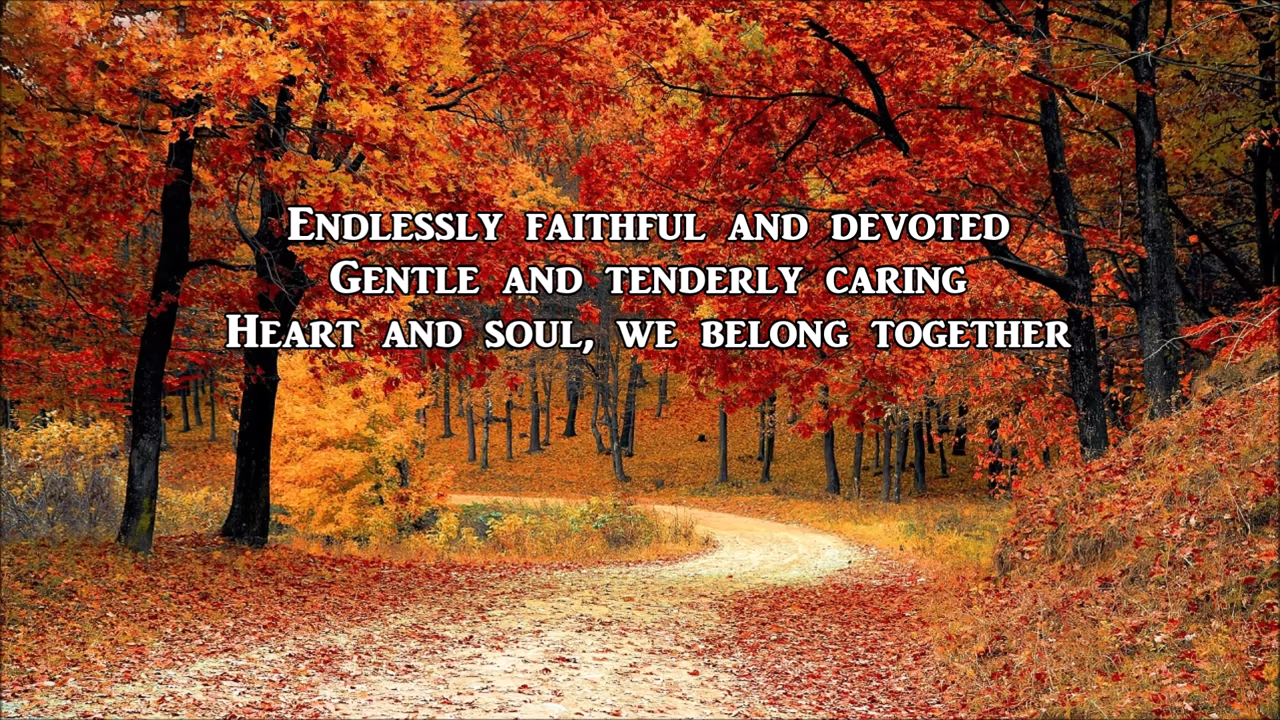 Endlessly faithful and devoted
Gentle and tenderly caring
Heart and soul, we belong together